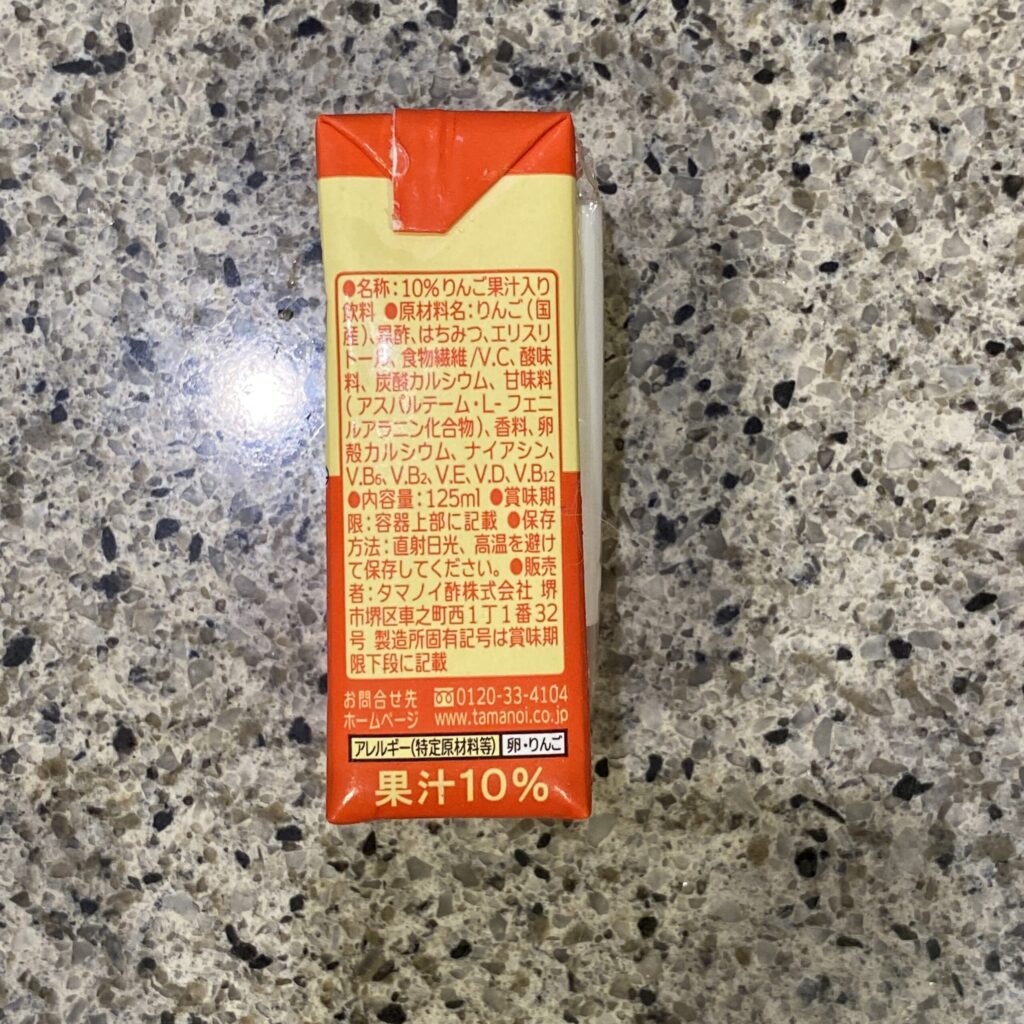 ●名称:10%りんご果汁入り
飲料 ●原材料名:りんご(国
産)、黒酢、はちみつ、エリスリ
トール、食物繊維/V.C、酸味
料、炭酸カルシウム、甘味料
(アスパルテーム・L-フェニ
ルアラニン化合物)、香料、卵
殻カルシウム、ナイアシン、
V.B6、V.B2、V.E、V.D、V.B12
●内容量:125ml ●賞味期
限:容器上部に記載 ●保存
方法:直射日光、高温を避け
て保存してください。●販売
者:タマノイ酢株式会社 堺
市堺区車之町西1丁1番32
号 製造所固有記号は賞味期
限下段に記載
お問合せ先 0120-33-4104
ホームページ www.tamanoi.co.jp
アレルギー(特定原材料等) 卵・りんご
果汁10%